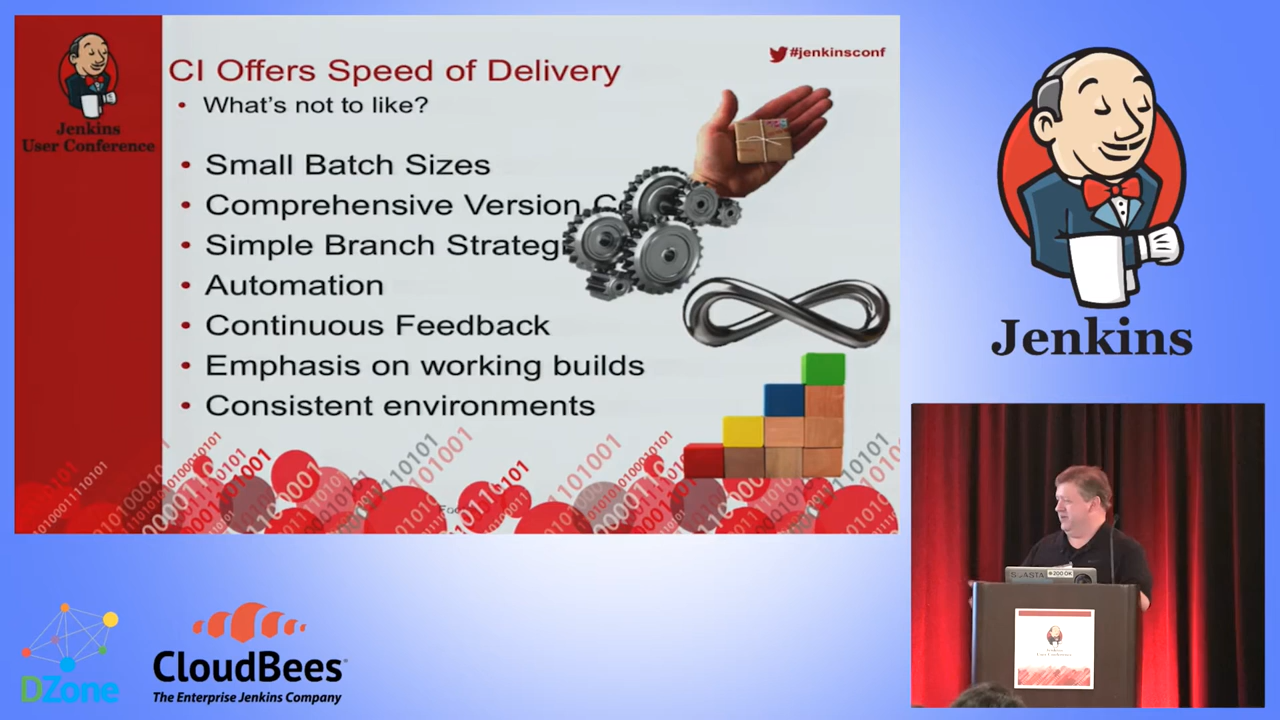 Jenkins
User Conference
#jenkinsconf
CI Offers Speed of Delivery
• What's not to like?
• Small Batch Sizes
• Comprehensive Version
• Simple Branch
• Automation
• Continuous Feedback
• Emphasis on working builds
• Consistent environments
Jenkins
DZone
CloudBees
The Enterprise Jenkins Company